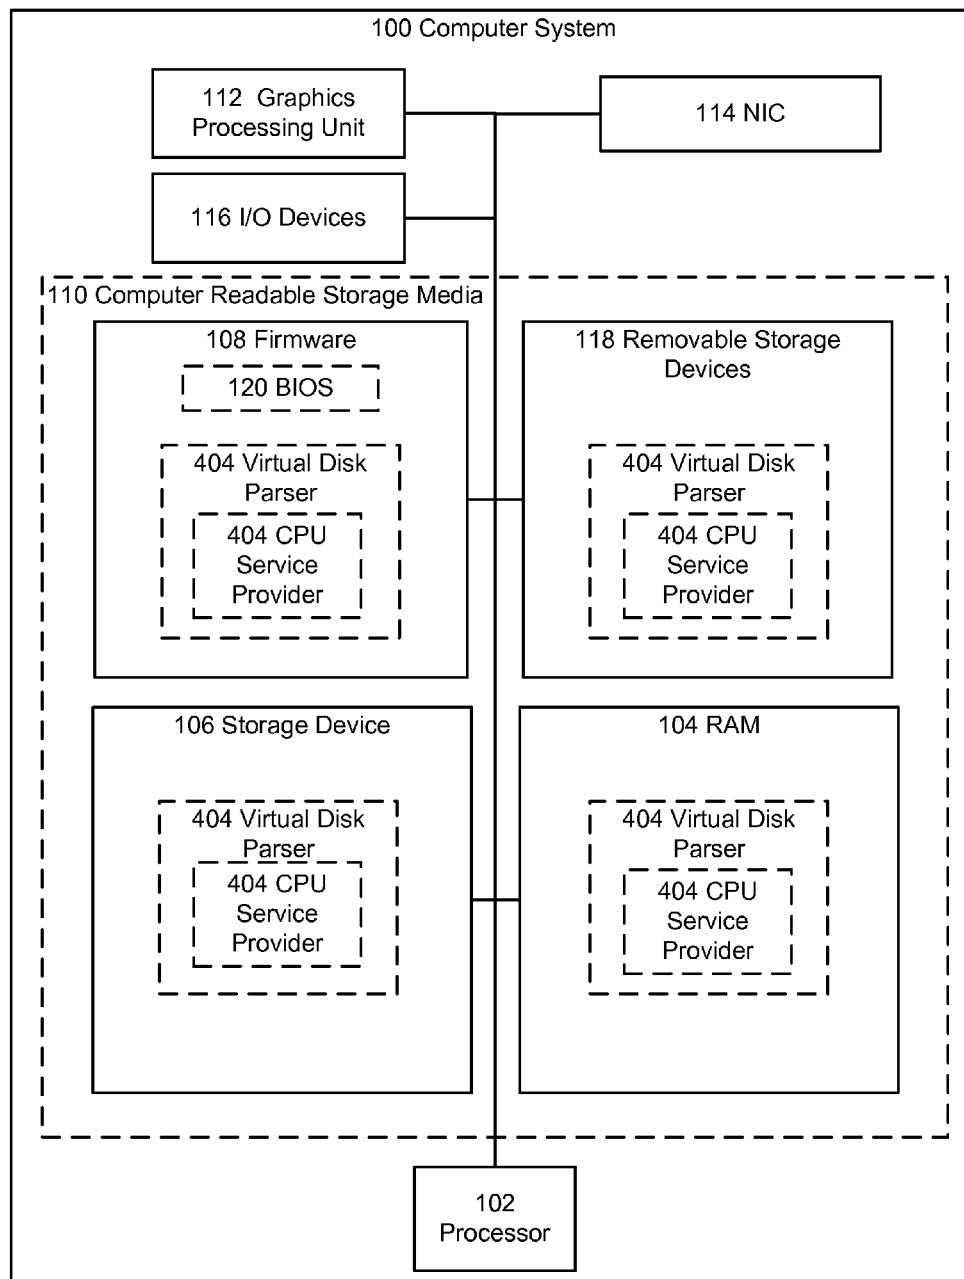 100 Computer System
112 Graphics
Processing Unit
114 NIC
116 I/O Devices
110 Computer Readable Storage Media
108 Firmware
120 BIOS
404 Virtual Disk
Parser
404 CPU
Service
Provider
118 Removable Storage
Devices
404 Virtual Disk
Parser
404 CPU
Service
Provider
106 Storage Device
404 Virtual Disk
Parser
404 CPU
Service
Provider
104 RAM
404 Virtual Disk
Parser
404 CPU
Service
Provider
102
Processor